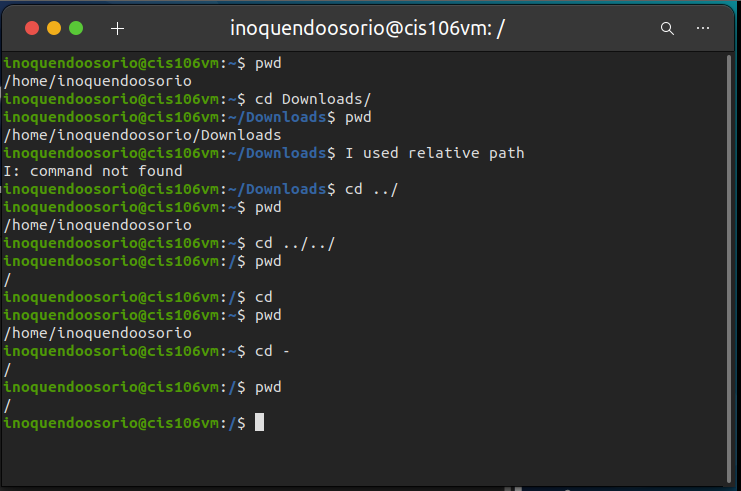 inoquendoosorio@cis106vm: /
inoquendoosorio@cis106vm:~$ pwd
/home/inoquendoosorio
inoquendoosorio@cis106vm:~$ cd Downloads/
inoquendoosorio@cis106vm:~/Downloads$ pwd
/home/inoquendoosorio/Downloads
inoquendoosorio@cis106vm:~/Downloads$ I used relative path
I: command not found
inoquendoosorio@cis106vm:~/Downloads$ cd ../
inoquendoosorio@cis106vm:~$ pwd
/home/inoquendoosorio
inoquendoosorio@cis106vm:~$ cd ../../
inoquendoosorio@cis106vm:/$ pwd
/
inoquendoosorio@cis106vm:/$ cd
inoquendoosorio@cis106vm:~$ pwd
/home/inoquendoosorio
inoquendoosorio@cis106vm:~$ cd -
/
inoquendoosorio@cis106vm:/$ pwd
/
inoquendoosorio@cis106vm:/$